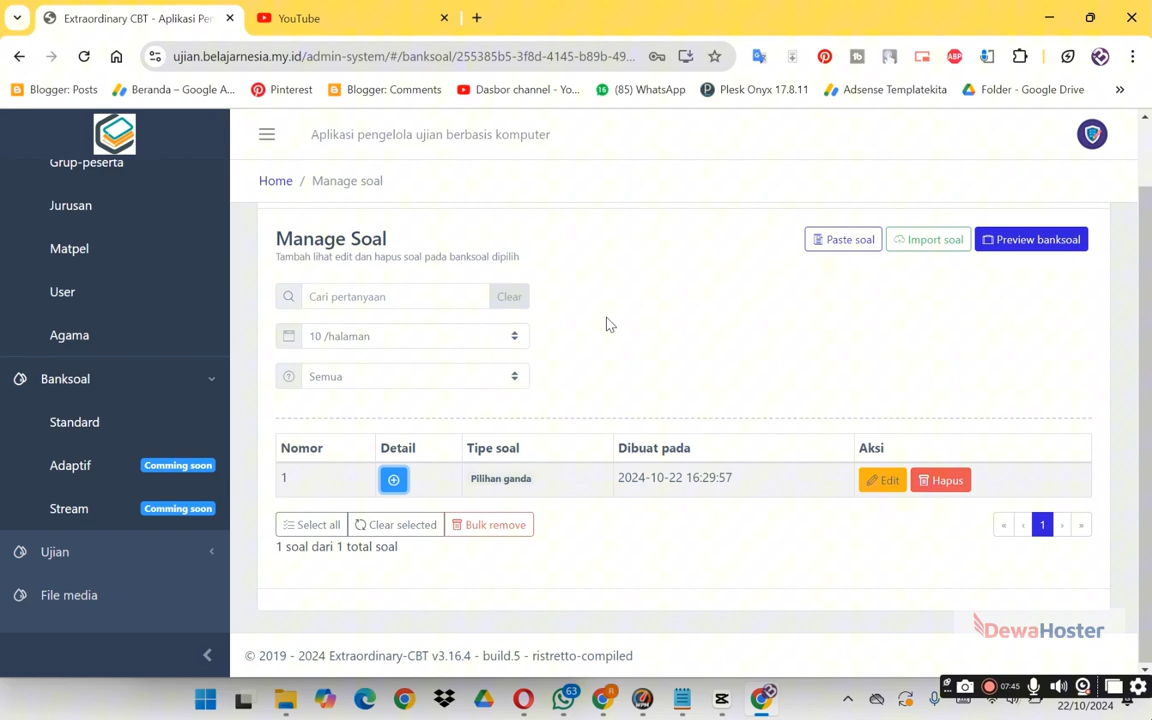 Extraordinary CBT - Aplikasi Pen
YouTube
ujian.belajarnesia.my.id/admin-system/#/banksoal/255385b5-3f8d-4145-b89b-49...
Blogger: Posts
Beranda – Google A...
Pinterest
Blogger: Comments
Dasbor channel - Yo...
(85) WhatsApp
Plesk Onyx 17.8.11
Adsense Templatekita
Folder - Google Drive
Aplikasi pengelola ujian berbasis komputer
Home / Manage soal
Grup-peserta
Jurusan
Matpel
User
Agama
Banksoal
Standard
Adaptif Comming soon
Stream Comming soon
Ujian
File media
Manage Soal
Tambah lihat edit dan hapus soal pada banksoal dipilih
Paste soal
Import soal
Preview banksoal
Cari pertanyaan Clear
10 /halaman
Semua
Nomor Detail Tipe soal Dibuat pada Aksi
1 Pilihan ganda 2024-10-22 16:29:57 Edit Hapus
Select all Clear selected Bulk remove « ‹ 1 › »
1 soal dari 1 total soal
DewaHoster
© 2019 - 2024 Extraordinary-CBT v3.16.4 - build.5 - ristretto-compiled
63
07:45
22/10/2024